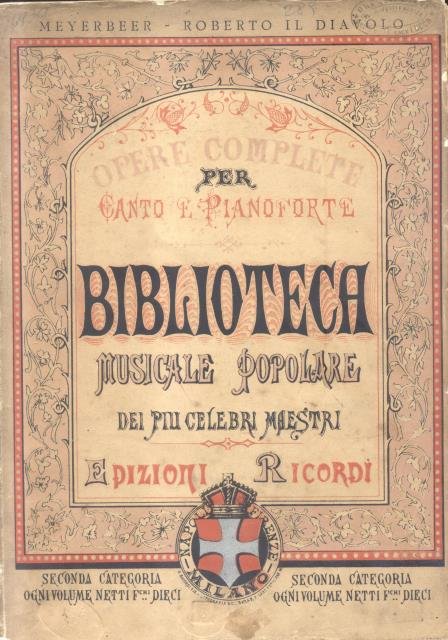 MEYERBEER - ROBERTO IL DIAVOLO
OPERE COMPLETE
PER
CANTO E PIANOFORTE
BIBLIOTECA
MUSICALE POPOLARE
DEI PIU CELEBRI MAESTRI
EDIZIONI RICORDI
NAPOLI FIRENZE
MILANO
SECONDA CATEGORIA
OGNI VOLUME NETTI Fchi DIECI
SECONDA CATEGORIA
OGNI VOLUME NETTI Fchi DIECI